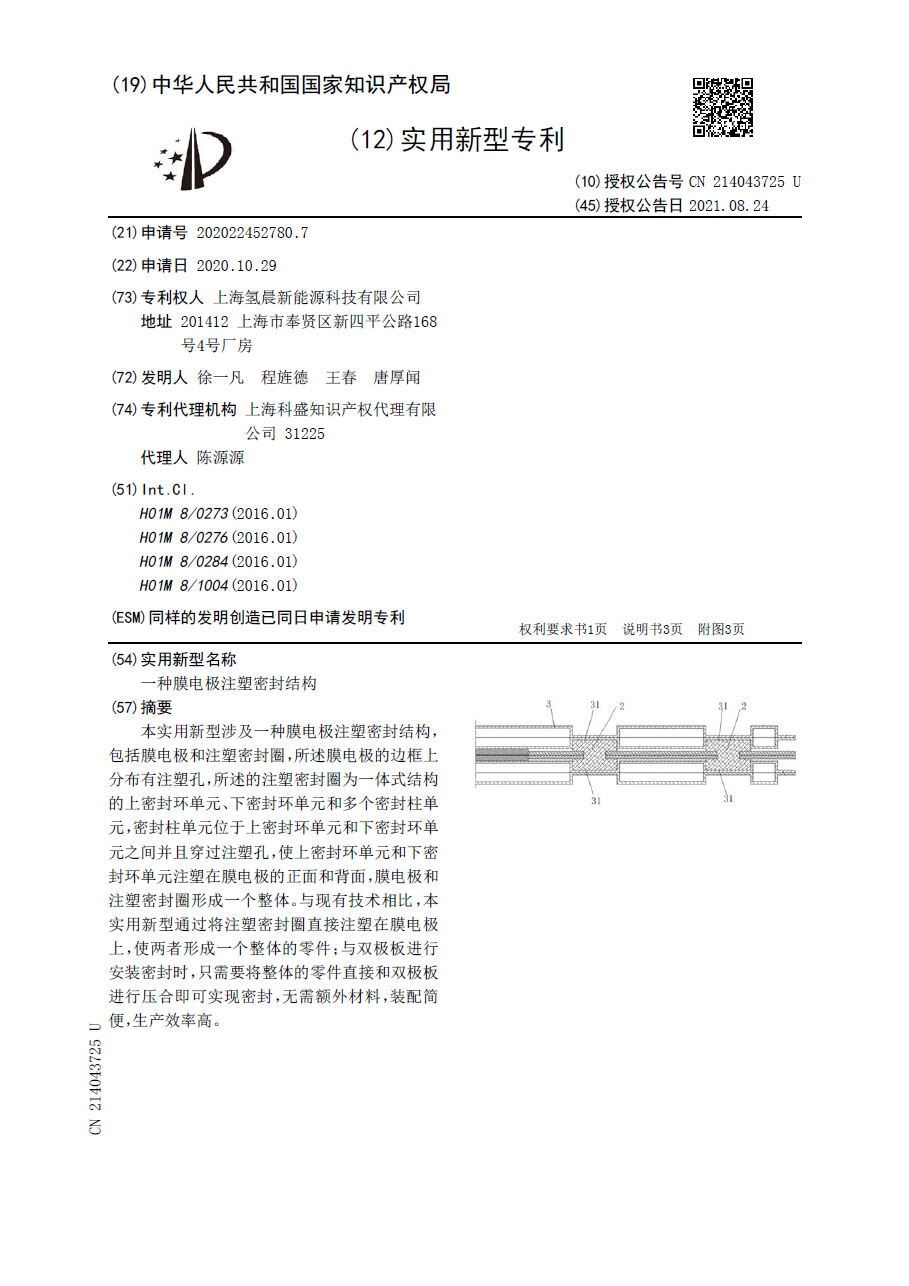 (19)中华人民共和国国家知识产权局
(12)实用新型专利
(10)授权公告号 CN 214043725 U
(45)授权公告日 2021.08.24
(21)申请号 202022452780.7
(22)申请日 2020.10.29
(73)专利权人 上海氢晨新能源科技有限公司
地址 201412 上海市奉贤区新四平公路168
号4号厂房
(72)发明人 徐一凡 程旌德 王春 唐厚闻
(74)专利代理机构 上海科盛知识产权代理有限
公司 31225
代理人 陈源源
(51)Int.Cl.
H01M 8/0273(2016.01)
H01M 8/0276(2016.01)
H01M 8/0284(2016.01)
H01M 8/1004(2016.01)
(ESM)同样的发明创造已同日申请发明专利
权利要求书1页 说明书3页 附图3页
(54)实用新型名称
一种膜电极注塑密封结构
(57)摘要
本实用新型涉及一种膜电极注塑密封结构,
包括膜电极和注塑密封圈,所述膜电极的边框上
分布有注塑孔,所述的注塑密封圈为一体式结构
的上密封环单元、下密封环单元和多个密封柱单
元,密封柱单元位于上密封环单元和下密封环单
元之间并且穿过注塑孔,使上密封环单元和下密
封环单元注塑在膜电极的正面和背面,膜电极和
注塑密封圈形成一个整体。与现有技术相比,本
实用新型通过将注塑密封圈直接注塑在膜电极
上,使两者形成一个整体的零件;与双极板进行
安装密封时,只需要将整体的零件直接和双极板
进行压合即可实现密封,无需额外材料,装配简
便,生产效率高。
3 31 2 31 2
31 31
CN 214043725 U